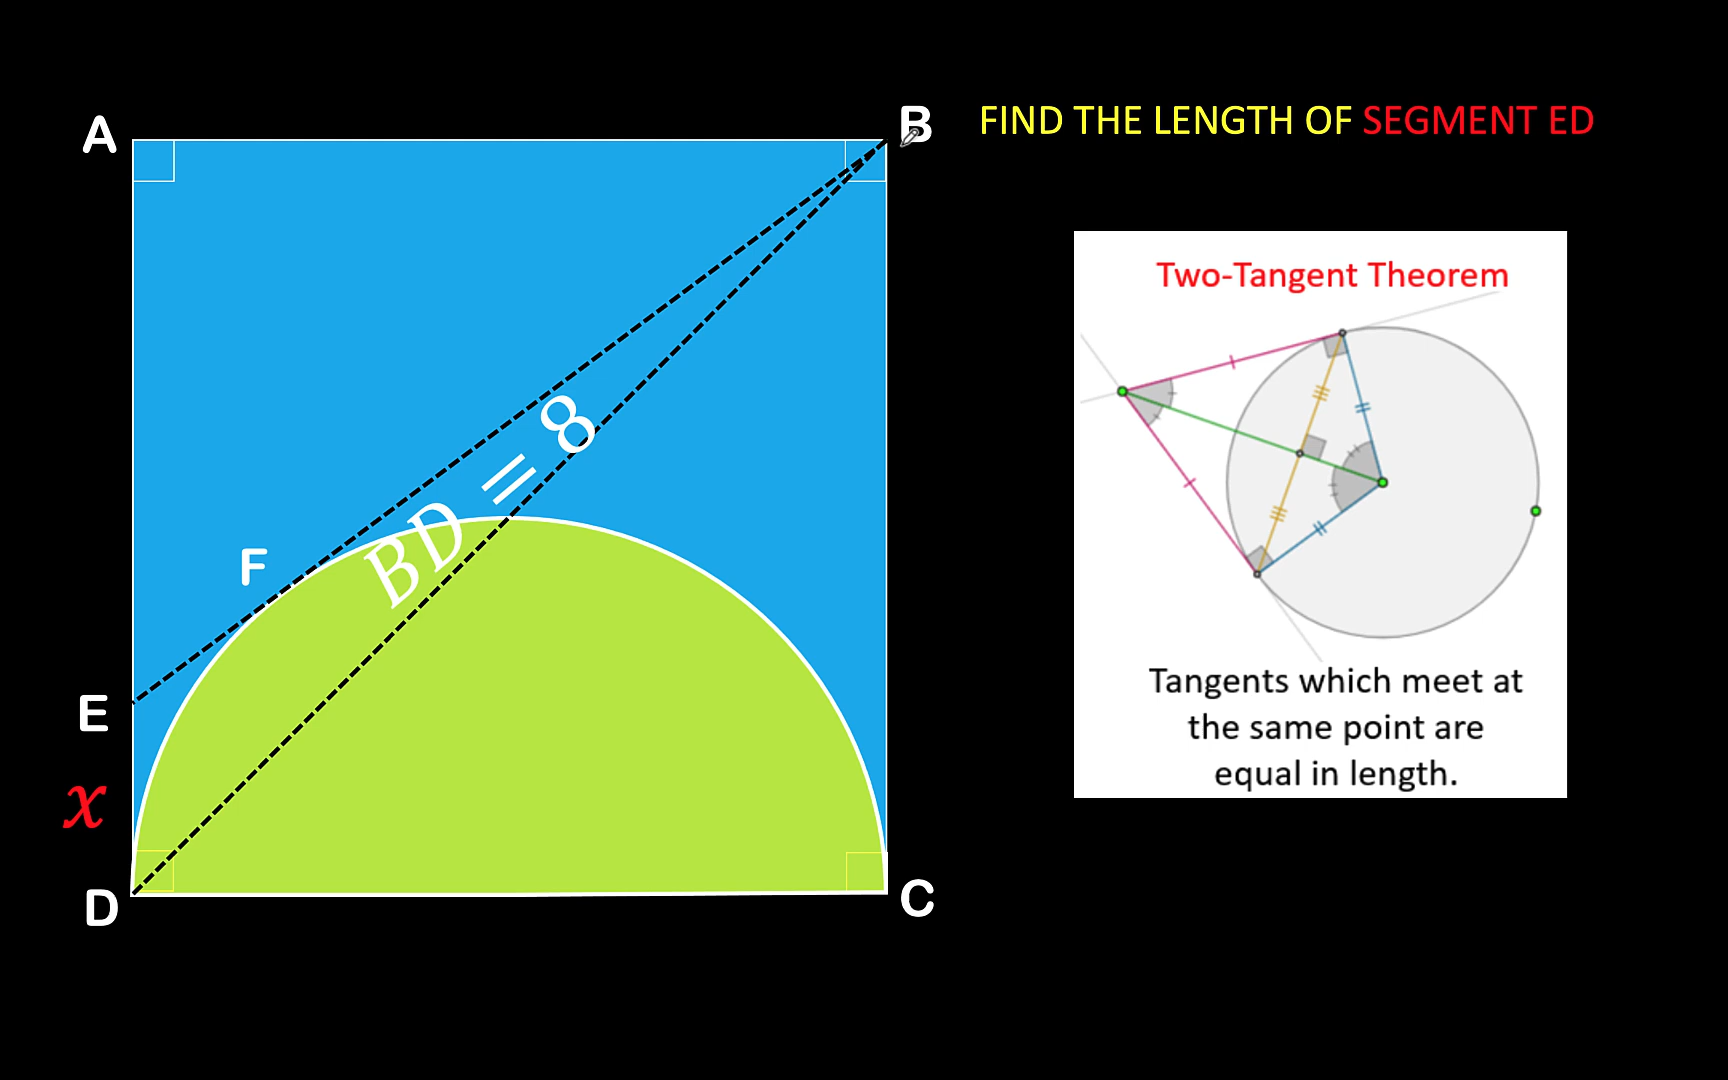 A
B
FIND THE LENGTH OF SEGMENT ED
Two-Tangent Theorem
BD = 8
F
E
x
D
C
Tangents which meet at
the same point are
equal in length.